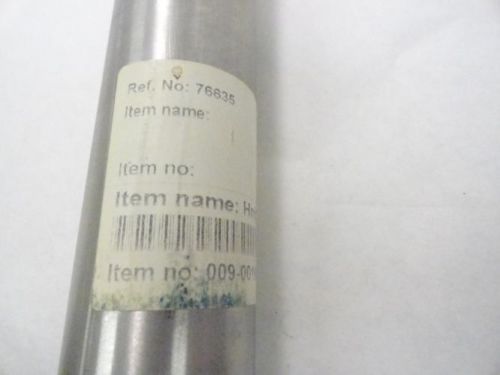 Ref. No: 76635
Item name:
Item no:
Item name:
Item no: 009-00